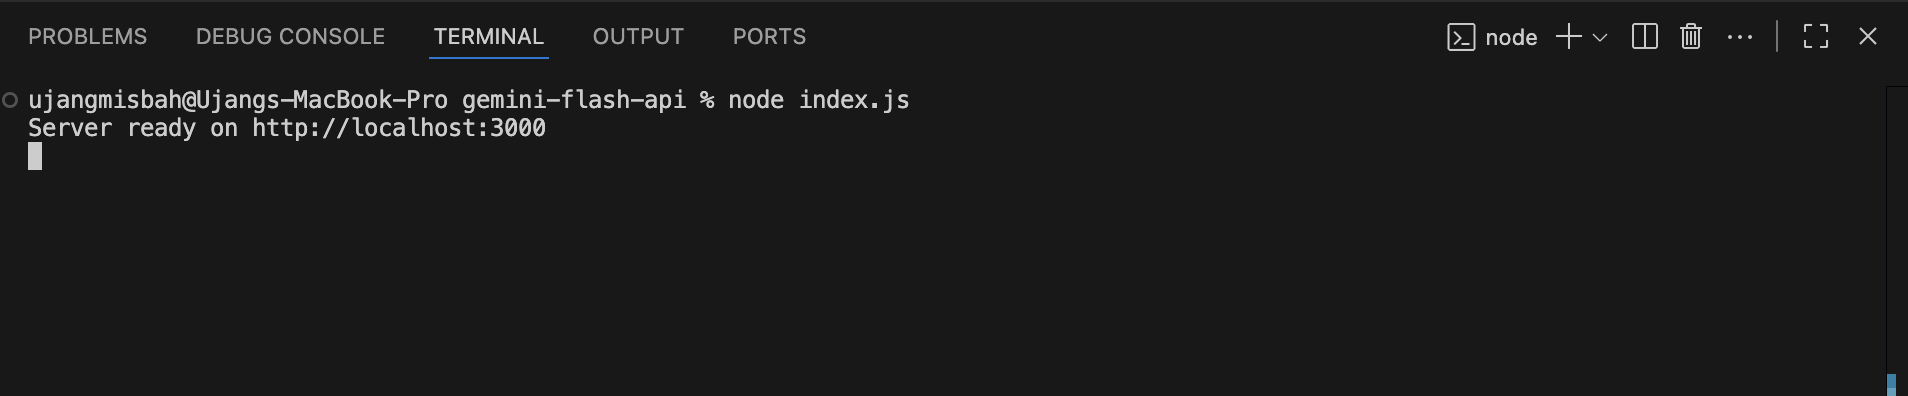 PROBLEMS DEBUG CONSOLE TERMINAL OUTPUT PORTS node
ujangmisbah@Ujangs-MacBook-Pro gemini-flash-api % node index.js
Server ready on http://localhost:3000